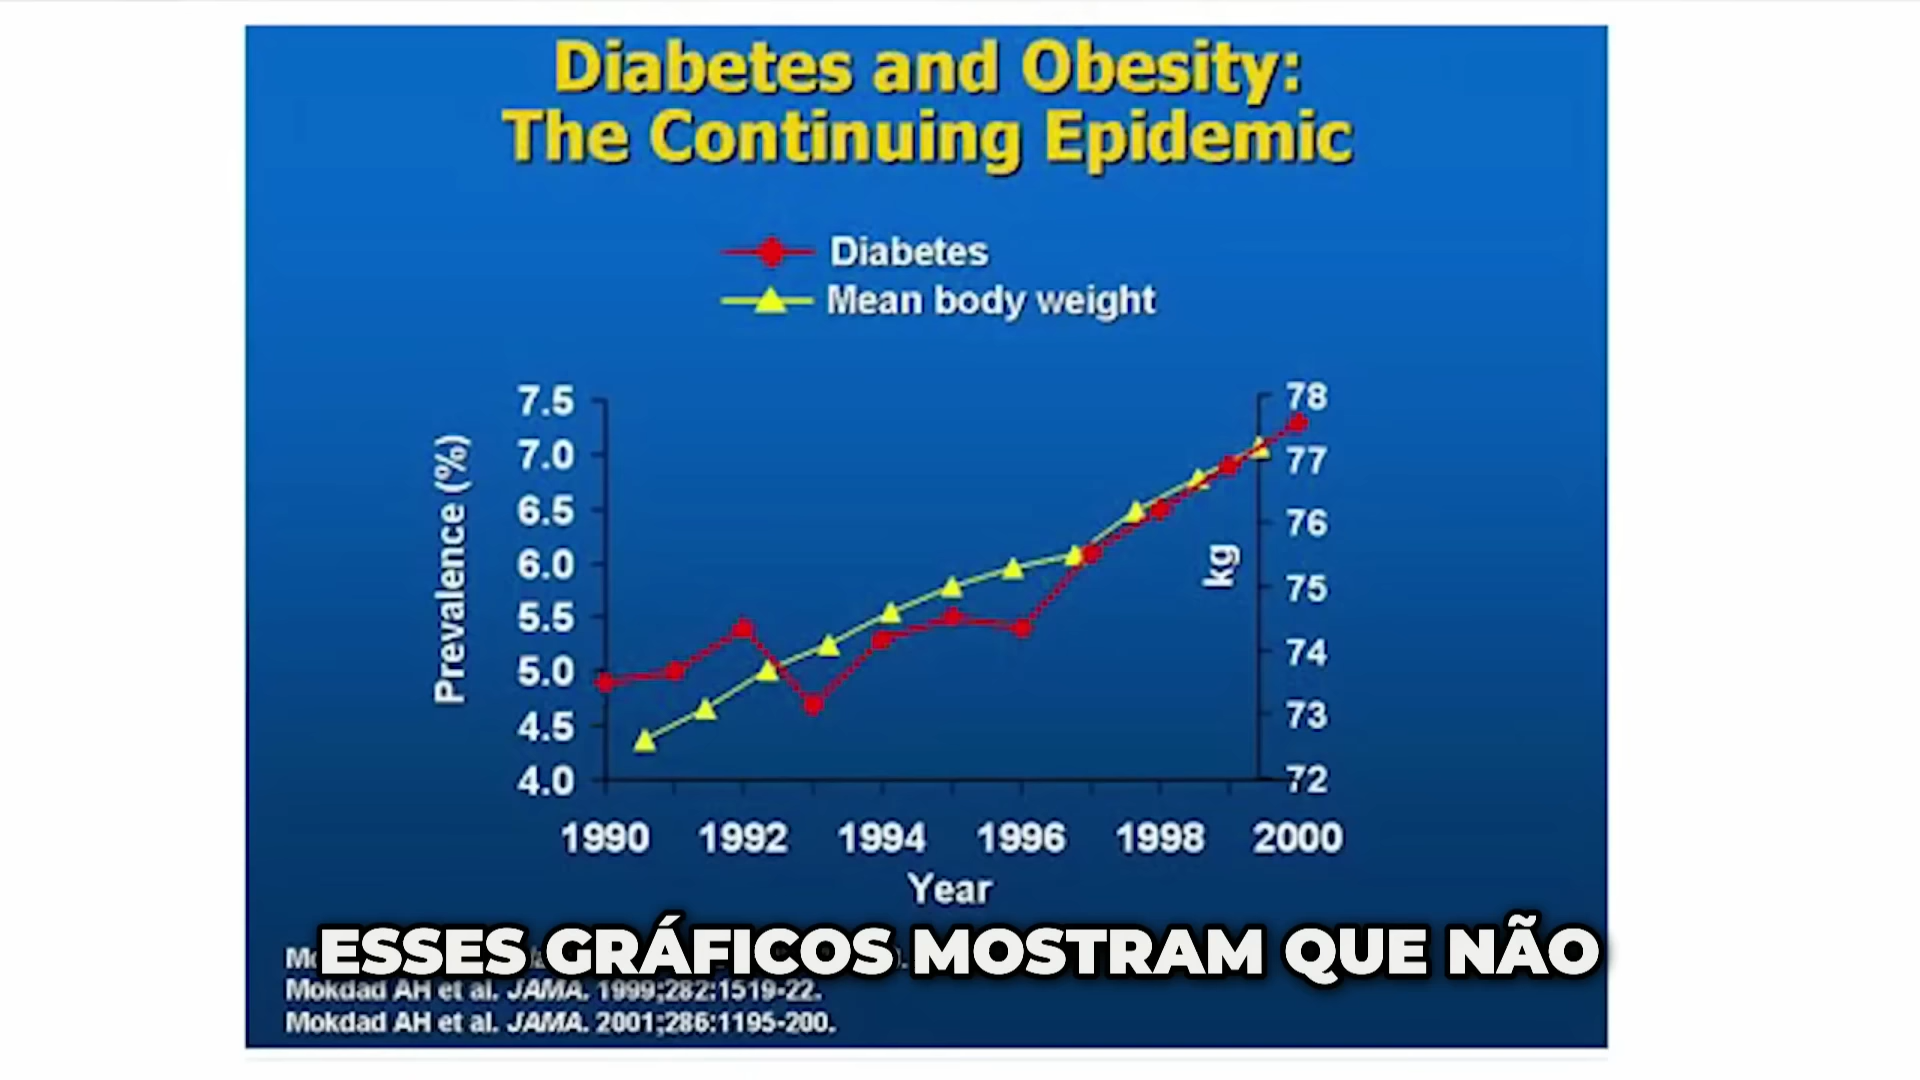 Diabetes and Obesity:
The Continuing Epidemic
Diabetes
Mean body weight
Prevalence (%)
7.5
7.0
6.5
6.0
5.5
5.0
4.5
4.0
78
77
76
75
74
73
72
kg
1990 1992 1994 1996 1998 2000
Year
ESSES GRÁFICOS MOSTRAM QUE NÃO
Mokdad AH et al. JAMA. 1999;282:1519-22.
Mokdad AH et al. JAMA. 2001;286:1195-200.